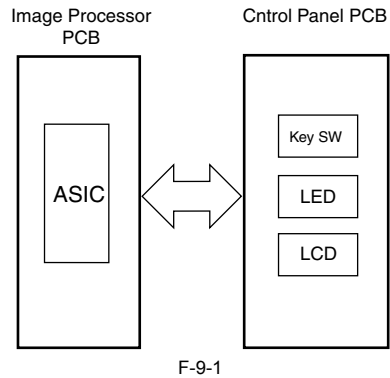 Image Processor
PCB
Cntrol Panel PCB
ASIC
Key SW
LED
LCD
F-9-1